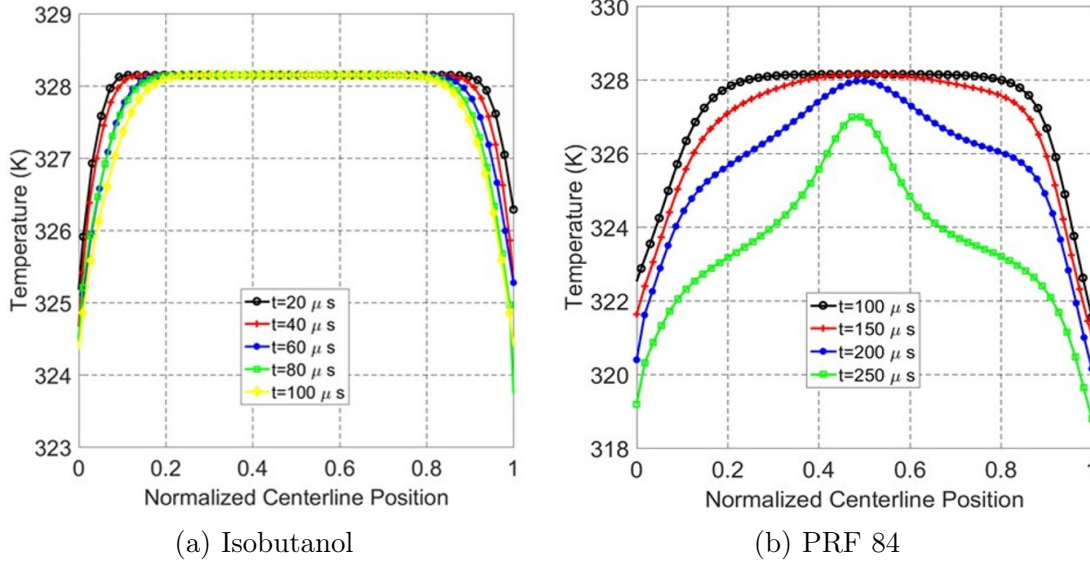 329
328
327
326
325
324
323
Temperature (K)
t=20 μ s
t=40 μ s
t=60 μ s
t=80 μ s
t=100 μ s
0 0.2 0.4 0.6 0.8 1
Normalized Centerline Position
(a) Isobutanol
330
328
326
324
322
320
318
Temperature (K)
t=100 μ s
t=150 μ s
t=200 μ s
t=250 μ s
0 0.2 0.4 0.6 0.8 1
Normalized Centerline Position
(b) PRF 84